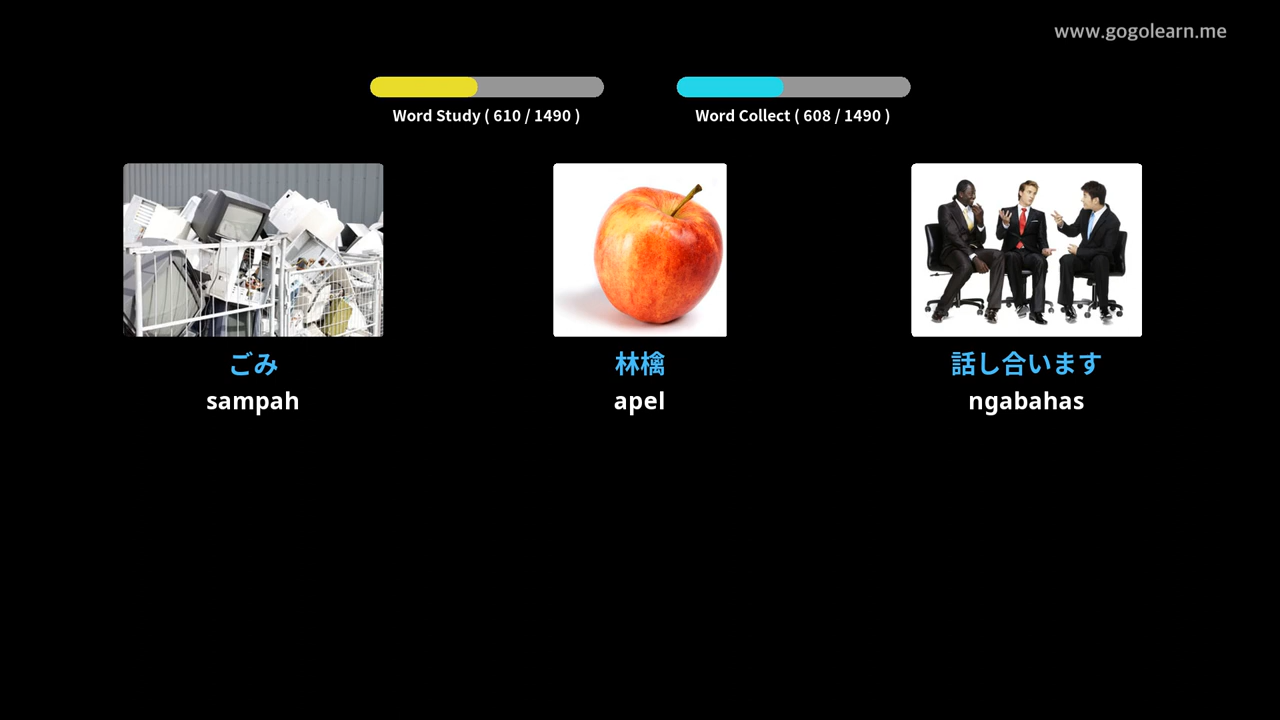 www.gogolearn.me
Word Study ( 610 / 1490 )
Word Collect ( 608 / 1490 )
ごみ
sampah
林檎
apel
話し合います
ngabahas